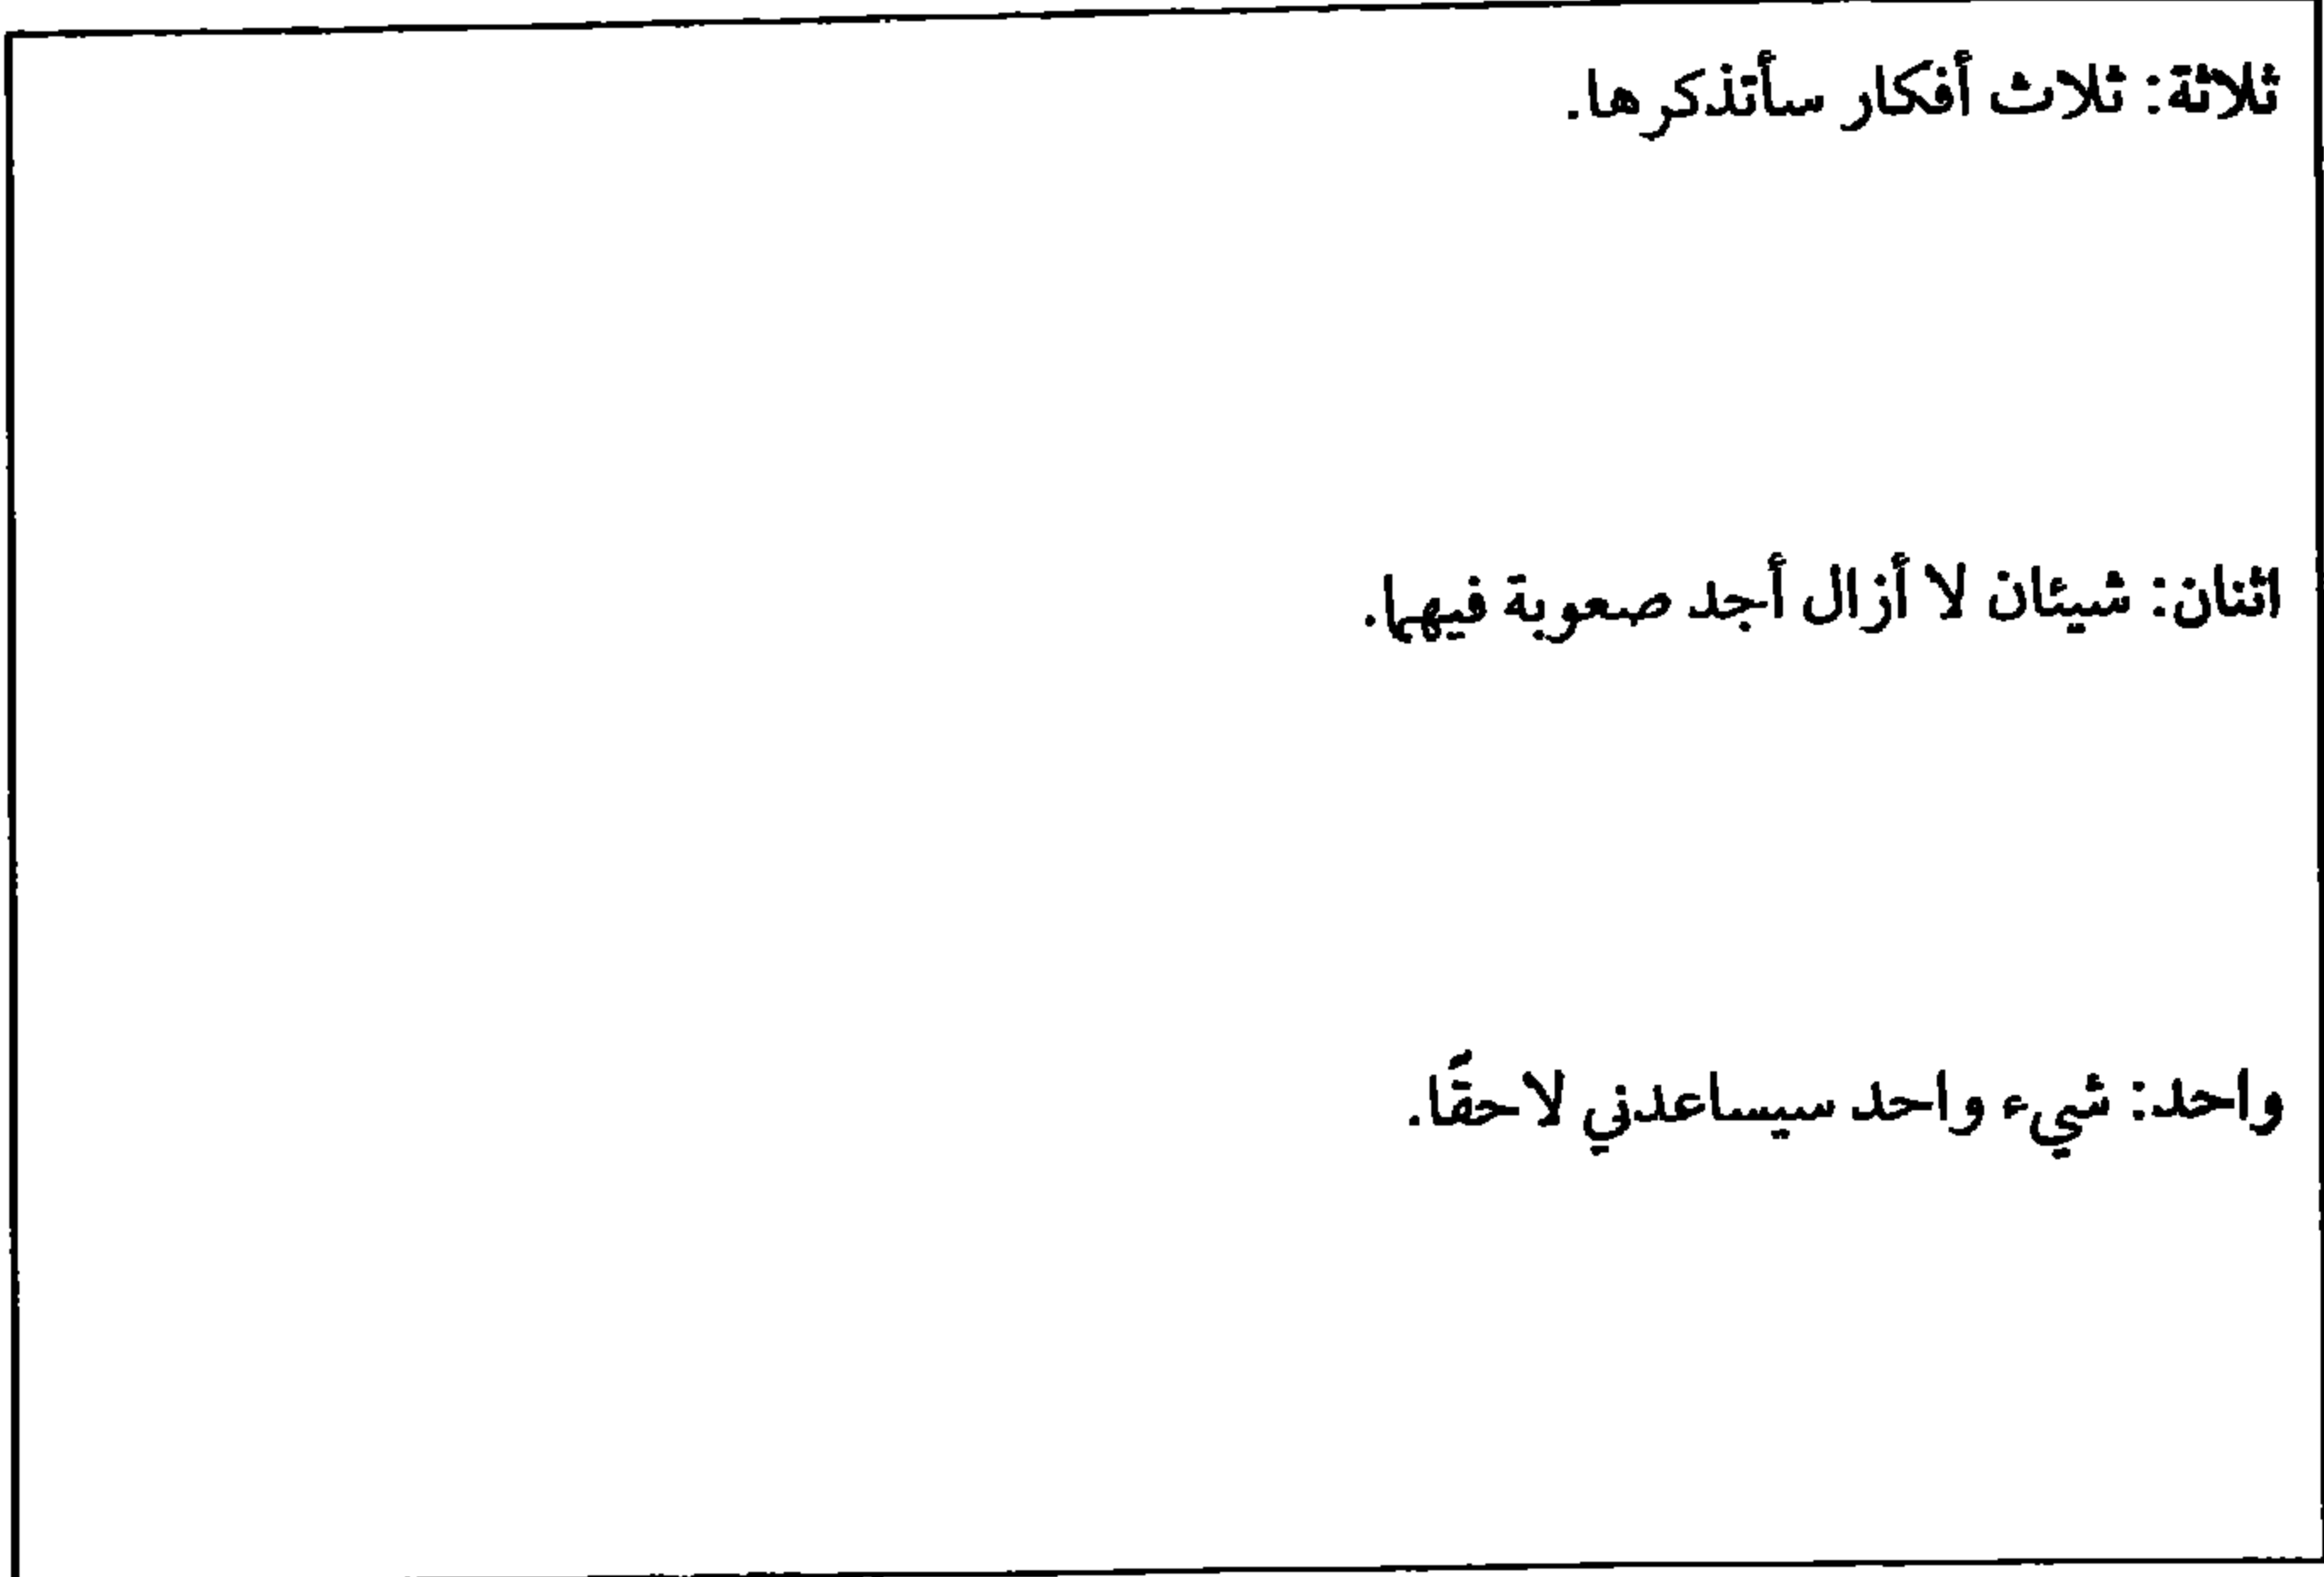 ثلاثة: ثلاث أفكار سأتذكرها.
اثنان: شيئان لا أزال أجد صعوبة فيهما.
واحد: شيء واحد سيساعدني لاحقًا.